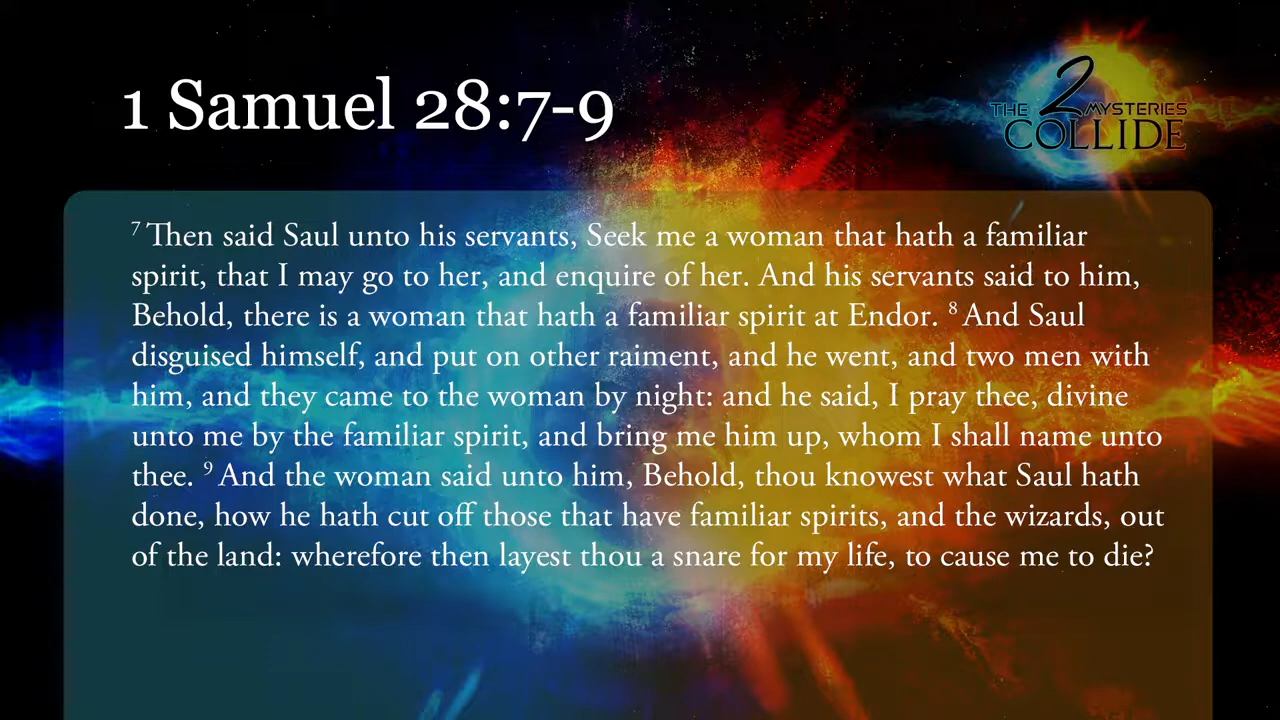 1 Samuel 28:7-9
THE 2 MYSTERIES
COLLIDE
7 Then said Saul unto his servants, Seek me a woman that hath a familiar
spirit, that I may go to her, and enquire of her. And his servants said to him,
Behold, there is a woman that hath a familiar spirit at Endor. 8 And Saul
disguised himself, and put on other raiment, and he went, and two men with
him, and they came to the woman by night: and he said, I pray thee, divine
unto me by the familiar spirit, and bring me him up, whom I shall name unto
thee. 9 And the woman said unto him, Behold, thou knowest what Saul hath
done, how he hath cut off those that have familiar spirits, and the wizards, out
of the land: wherefore then layest thou a snare for my life, to cause me to die?